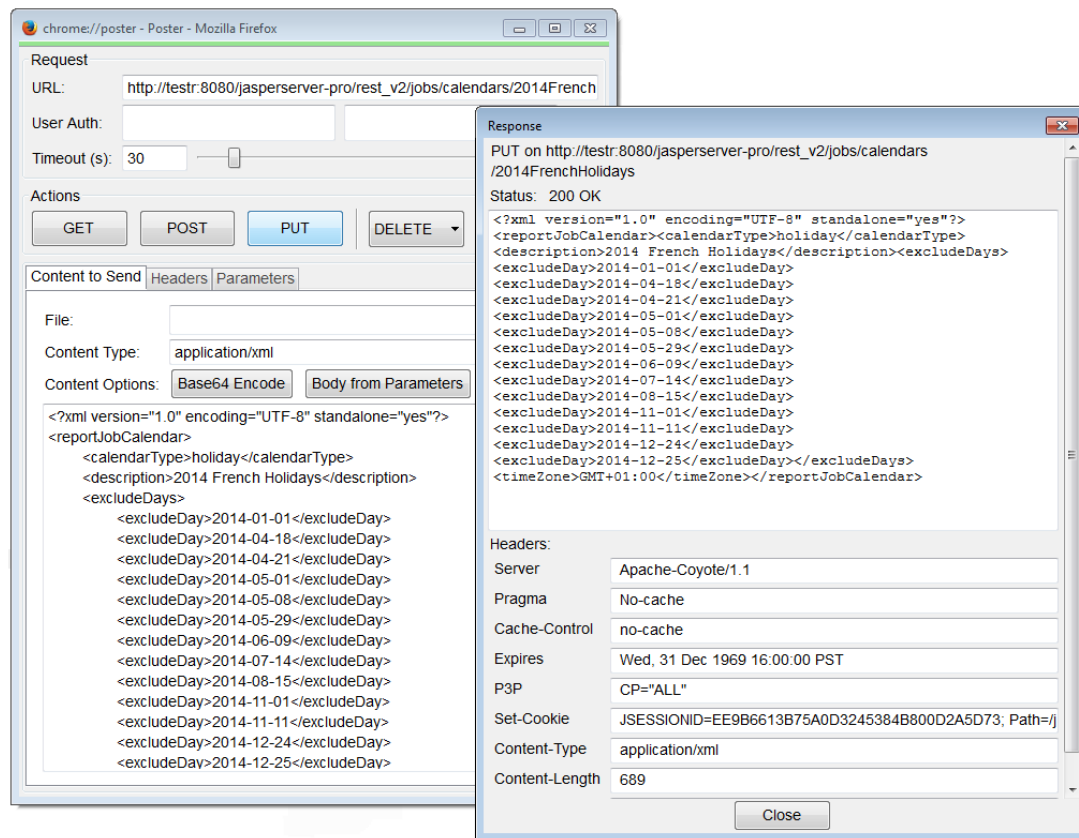 chrome://poster - Poster - Mozilla Firefox
Request
URL: http://testr:8080/jasperserver-pro/rest_v2/jobs/calendars/2014French
User Auth:
Timeout (s): 30
Actions
GET POST PUT DELETE
Content to Send Headers Parameters
File:
Content Type: application/xml
Content Options: Base64 Encode Body from Parameters
<?xml version="1.0" encoding="UTF-8" standalone="yes"?>
<reportJobCalendar>
<calendarType>holiday</calendarType>
<description>2014 French Holidays</description>
<excludeDays>
<excludeDay>2014-01-01</excludeDay>
<excludeDay>2014-04-18</excludeDay>
<excludeDay>2014-04-21</excludeDay>
<excludeDay>2014-05-01</excludeDay>
<excludeDay>2014-05-08</excludeDay>
<excludeDay>2014-05-29</excludeDay>
<excludeDay>2014-06-09</excludeDay>
<excludeDay>2014-07-14</excludeDay>
<excludeDay>2014-08-15</excludeDay>
<excludeDay>2014-11-01</excludeDay>
<excludeDay>2014-11-11</excludeDay>
<excludeDay>2014-12-24</excludeDay>
<excludeDay>2014-12-25</excludeDay>
Response
PUT on http://testr:8080/jasperserver-pro/rest_v2/jobs/calendars
/2014FrenchHolidays
Status: 200 OK
<?xml version="1.0" encoding="UTF-8" standalone="yes"?>
<reportJobCalendar><calendarType>holiday</calendarType>
<description>2014 French Holidays</description><excludeDays>
<excludeDay>2014-01-01</excludeDay>
<excludeDay>2014-04-18</excludeDay>
<excludeDay>2014-04-21</excludeDay>
<excludeDay>2014-05-01</excludeDay>
<excludeDay>2014-05-08</excludeDay>
<excludeDay>2014-05-29</excludeDay>
<excludeDay>2014-06-09</excludeDay>
<excludeDay>2014-07-14</excludeDay>
<excludeDay>2014-08-15</excludeDay>
<excludeDay>2014-11-01</excludeDay>
<excludeDay>2014-11-11</excludeDay>
<excludeDay>2014-12-24</excludeDay>
<excludeDay>2014-12-25</excludeDay></excludeDays>
<timeZone>GMT+01:00</timeZone></reportJobCalendar>
Headers:
Server Apache-Coyote/1.1
Pragma No-cache
Cache-Control no-cache
Expires Wed, 31 Dec 1969 16:00:00 PST
P3P CP="ALL"
Set-Cookie JSESSIONID=EE9B6613B75A0D3245384B800D2A5D73; Path=/j
Content-Type application/xml
Content-Length 689
Close